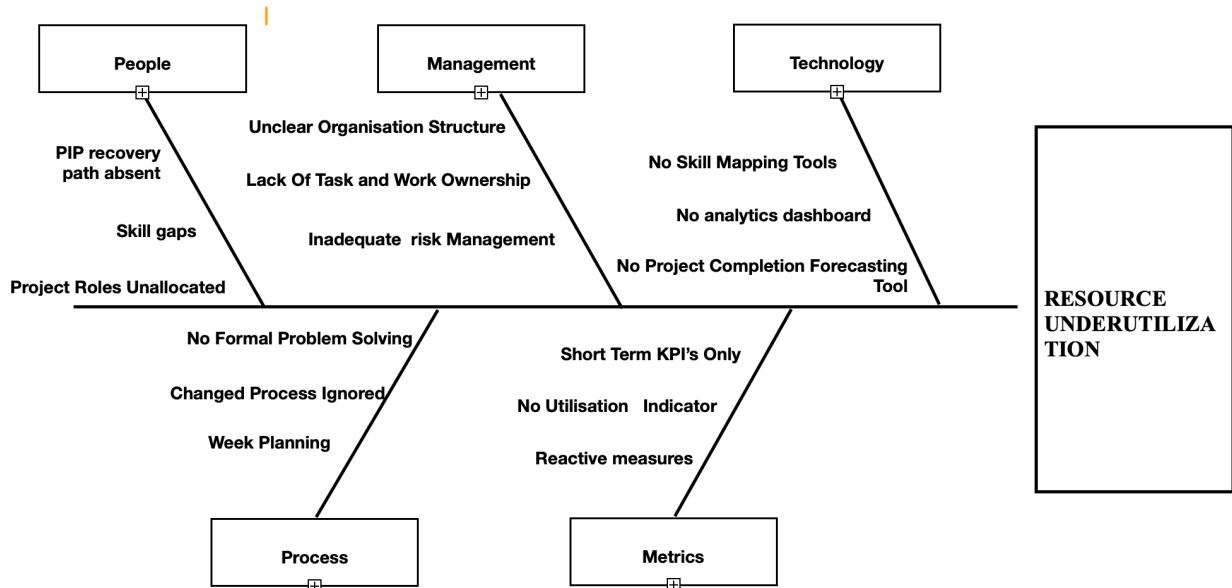 People
Management
Technology
Unclear Organisation Structure
PIP recovery
path absent
No Skill Mapping Tools
Lack Of Task and Work Ownership
No analytics dashboard
Skill gaps
Inadequate risk Management
No Project Completion Forecasting
Tool
Project Roles Unallocated
RESOURCE
UNDERUTILIZA
TION
No Formal Problem Solving
Short Term KPI’s Only
Changed Process Ignored
No Utilisation Indicator
Week Planning
Reactive measures
Process
Metrics